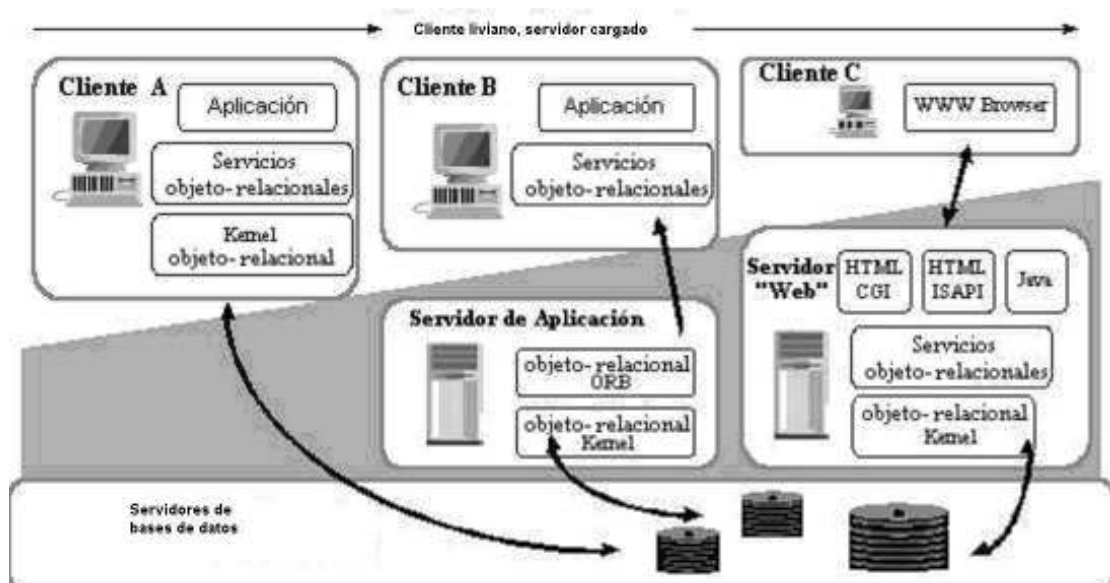 Cliente liviano, servidor cargado
Cliente A
Aplicación
Servicios
objeto-relacionales
Kernel
objeto-relacional
Cliente B
Aplicación
Servicios
objeto-relacionales
Cliente C
WWW Browser
Servidor de Aplicación
objeto-relacional
ORB
objeto-relacional
Kernel
Servidor
"Web"
HTML
CGI
HTML
ISAPI
Java
Servicios
objeto-relacionales
objeto-relacional
Kernel
Servidores de
bases de datos